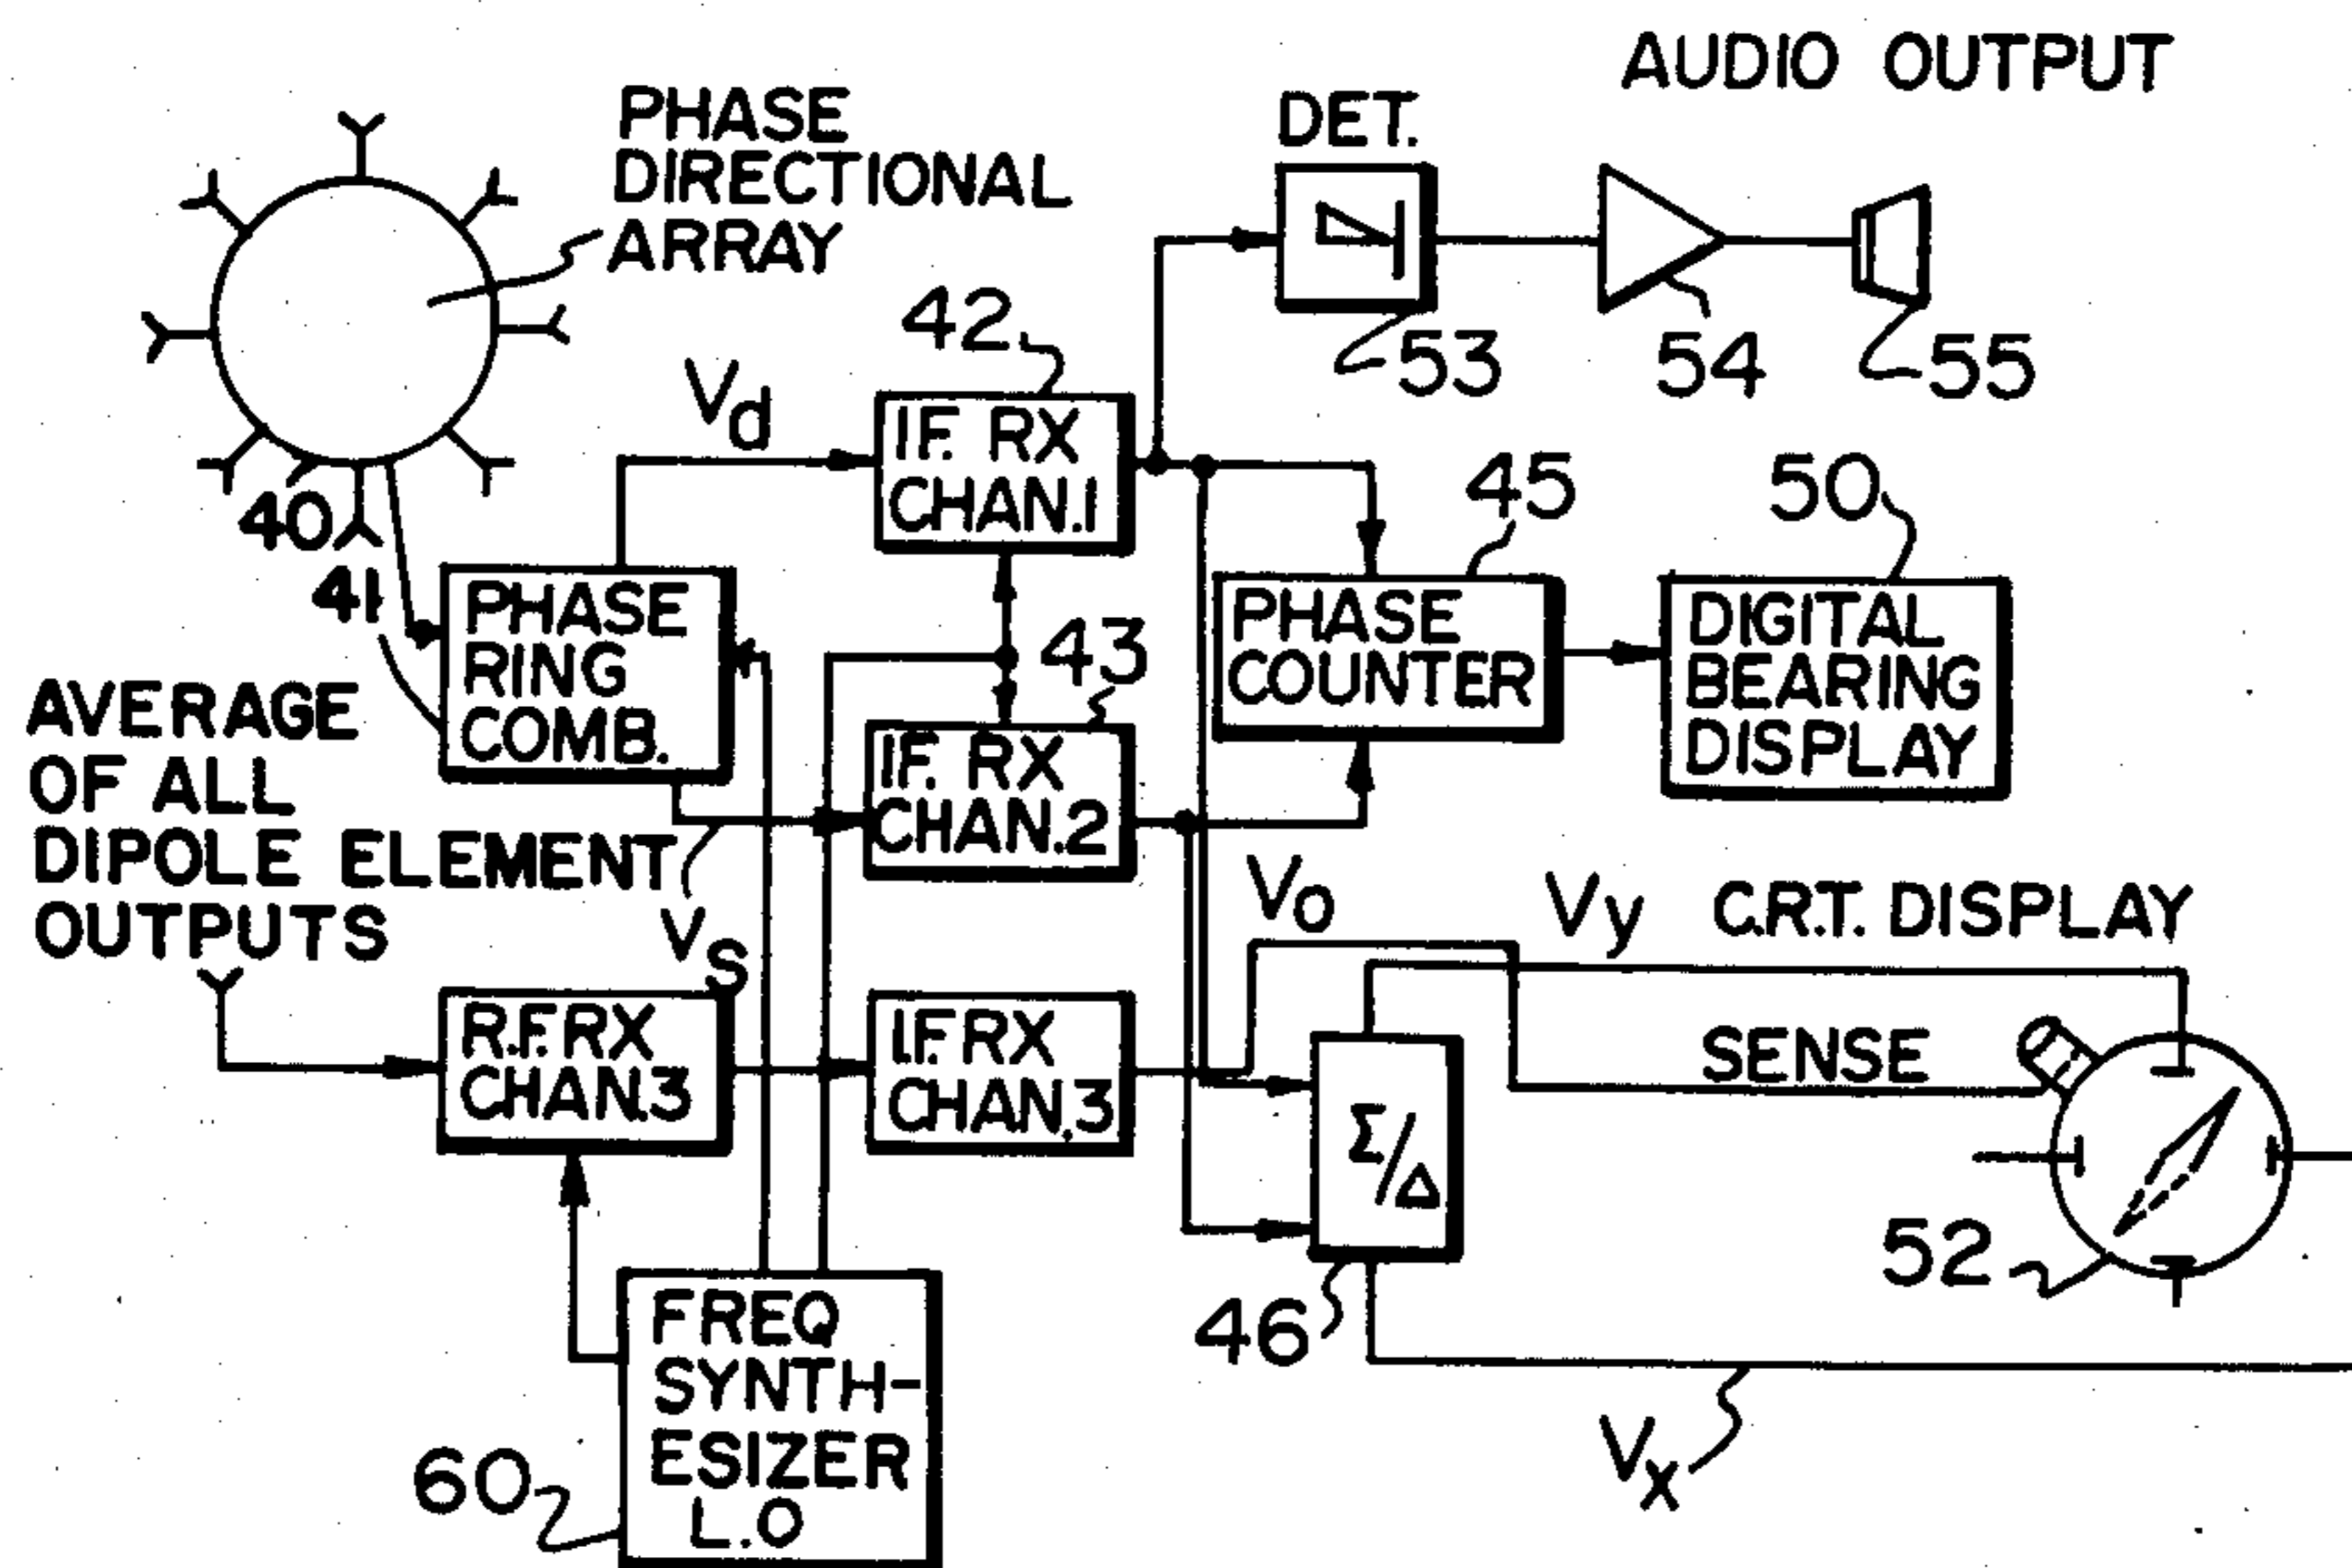 AUDIO OUTPUT
PHASE
DIRECTIONAL
ARRAY
DET.
53
54
55
42
Vd
I.F. RX
CHAN.1
40
41
PHASE
RING
COMB.
43
I.F. RX
CHAN.2
45
PHASE
COUNTER
50
DIGITAL
BEARING
DISPLAY
AVERAGE
OF ALL
DIPOLE ELEMENT
OUTPUTS
Vs
Vo
Vy
C.R.T. DISPLAY
R.F. RX
CHAN.3
I.F. RX
CHAN.3
SENSE
Σ/Δ
52
46
FREQ
SYNTH-
ESIZER
L.O
60
Vx